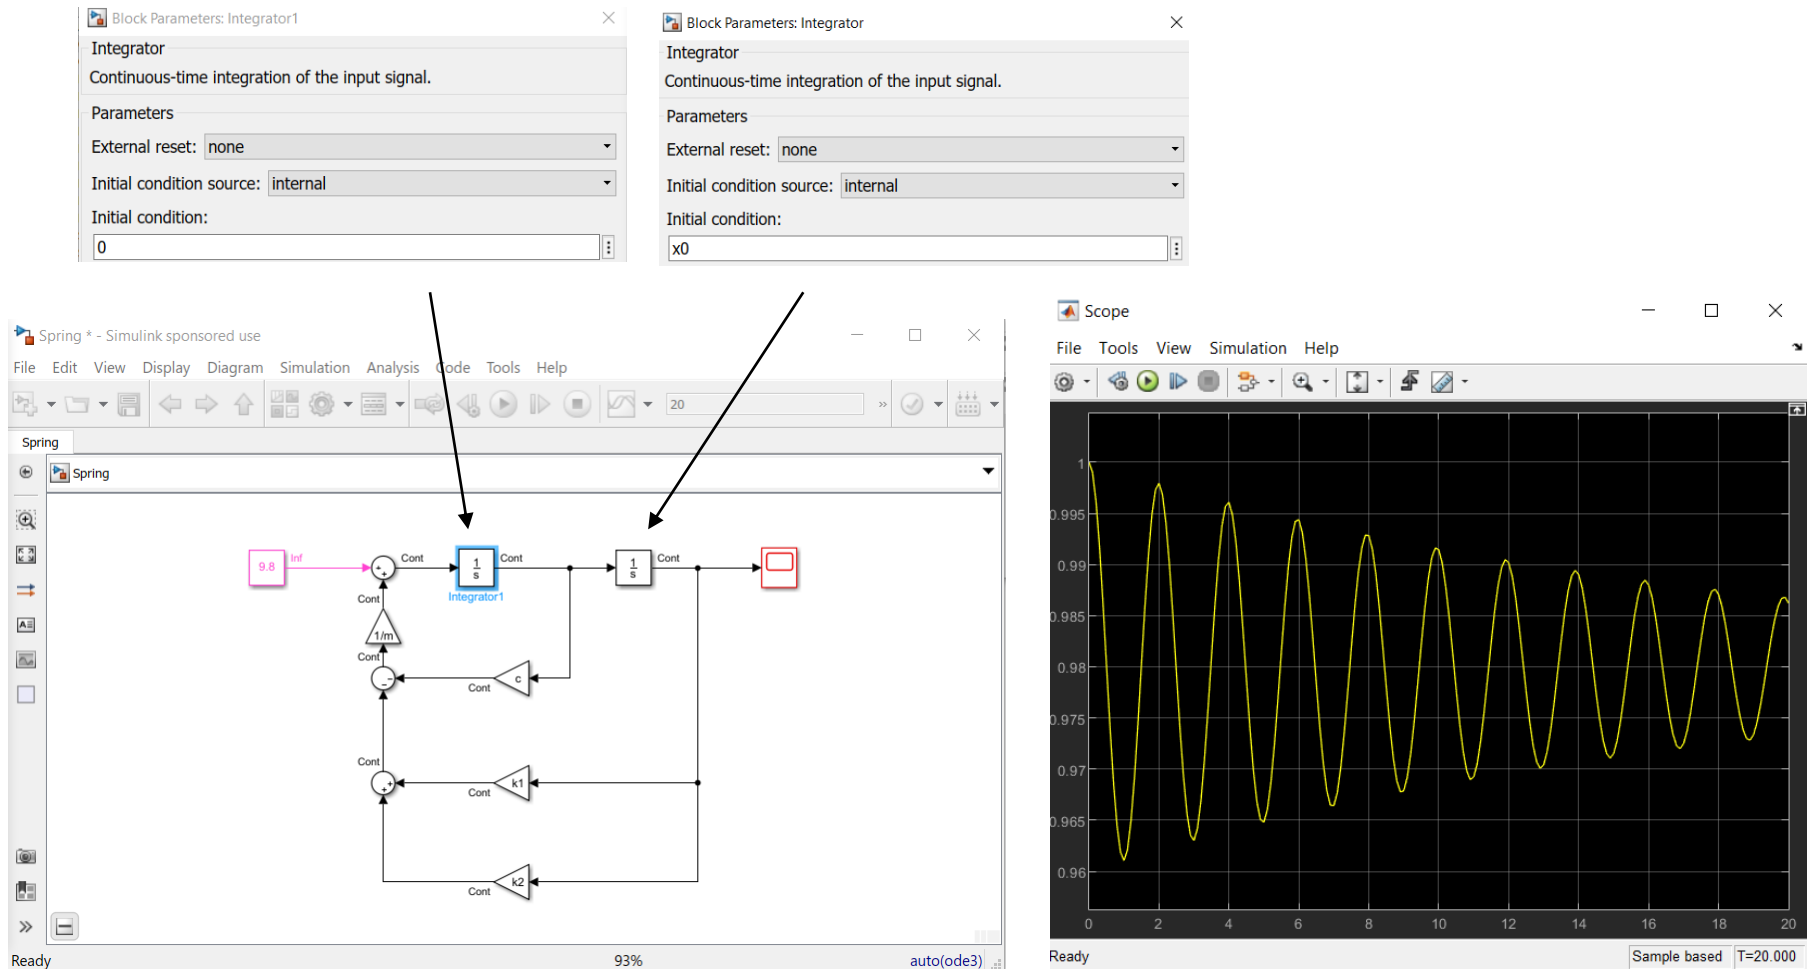 Block Parameters: Integrator1
Integrator
Continuous-time integration of the input signal.
Parameters
External reset: none
Initial condition source: internal
Initial condition:
0
Block Parameters: Integrator
Integrator
Continuous-time integration of the input signal.
Parameters
External reset: none
Initial condition source: internal
Initial condition:
x0
Spring * - Simulink sponsored use
File Edit View Display Diagram Simulation Analysis Code Tools Help
20 »
Spring
Spring
9.8 Inf Cont 1/s Cont 1/s Cont
Integrator1
Cont
1/m
Cont
c
Cont
Cont
k1
Cont
k2
Cont
Ready 93% auto(ode3)
Scope
File Tools View Simulation Help
1
0.995
0.99
0.985
0.98
0.975
0.97
0.965
0.96
0 2 4 6 8 10 12 14 16 18 20
Ready Sample based T=20.000